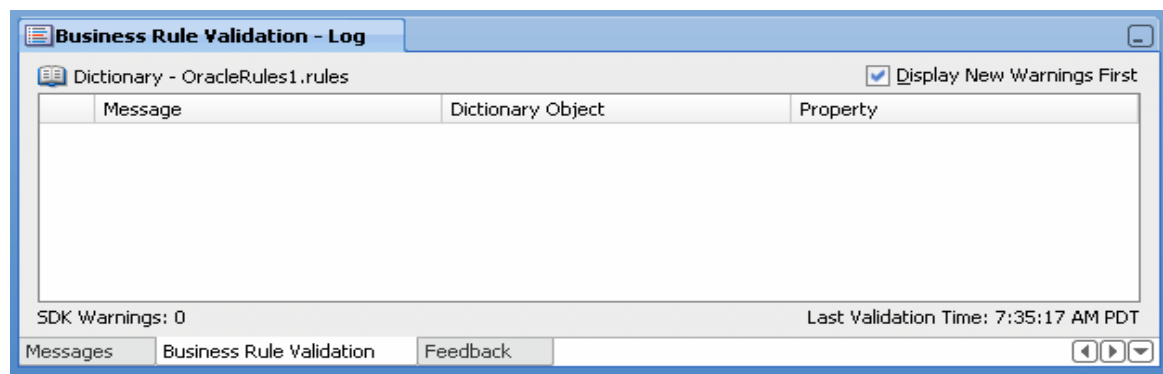 Business Rule Validation - Log
Dictionary - OracleRules1.rules Display New Warnings First
Message Dictionary Object Property
SDK Warnings: 0 Last Validation Time: 7:35:17 AM PDT
Messages Business Rule Validation Feedback